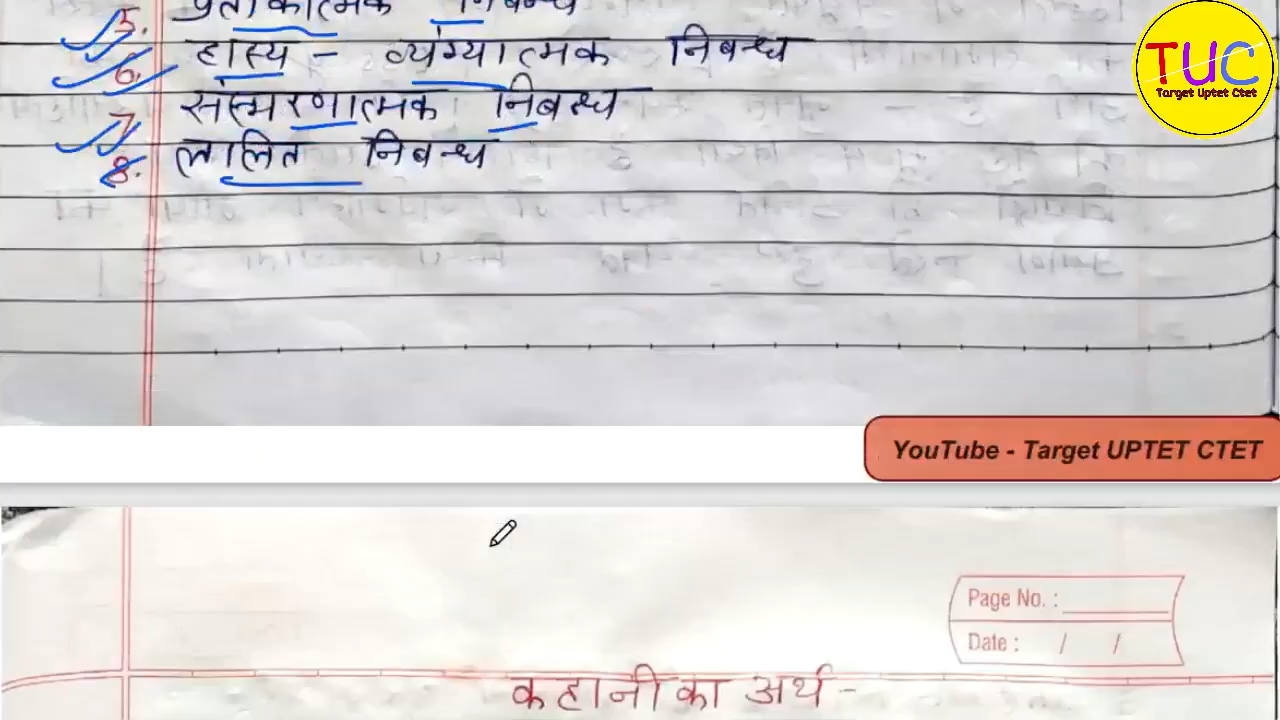 5. प्रतीकात्मक निबन्ध
6. हास्य - व्यंग्यात्मक निबन्ध
7. संस्मरणात्मक निबन्ध
8. ललित निबन्ध
TUC
Target Uptet Ctet
YouTube - Target UPTET CTET
Page No. :
Date : / /
कहानी का अर्थ -